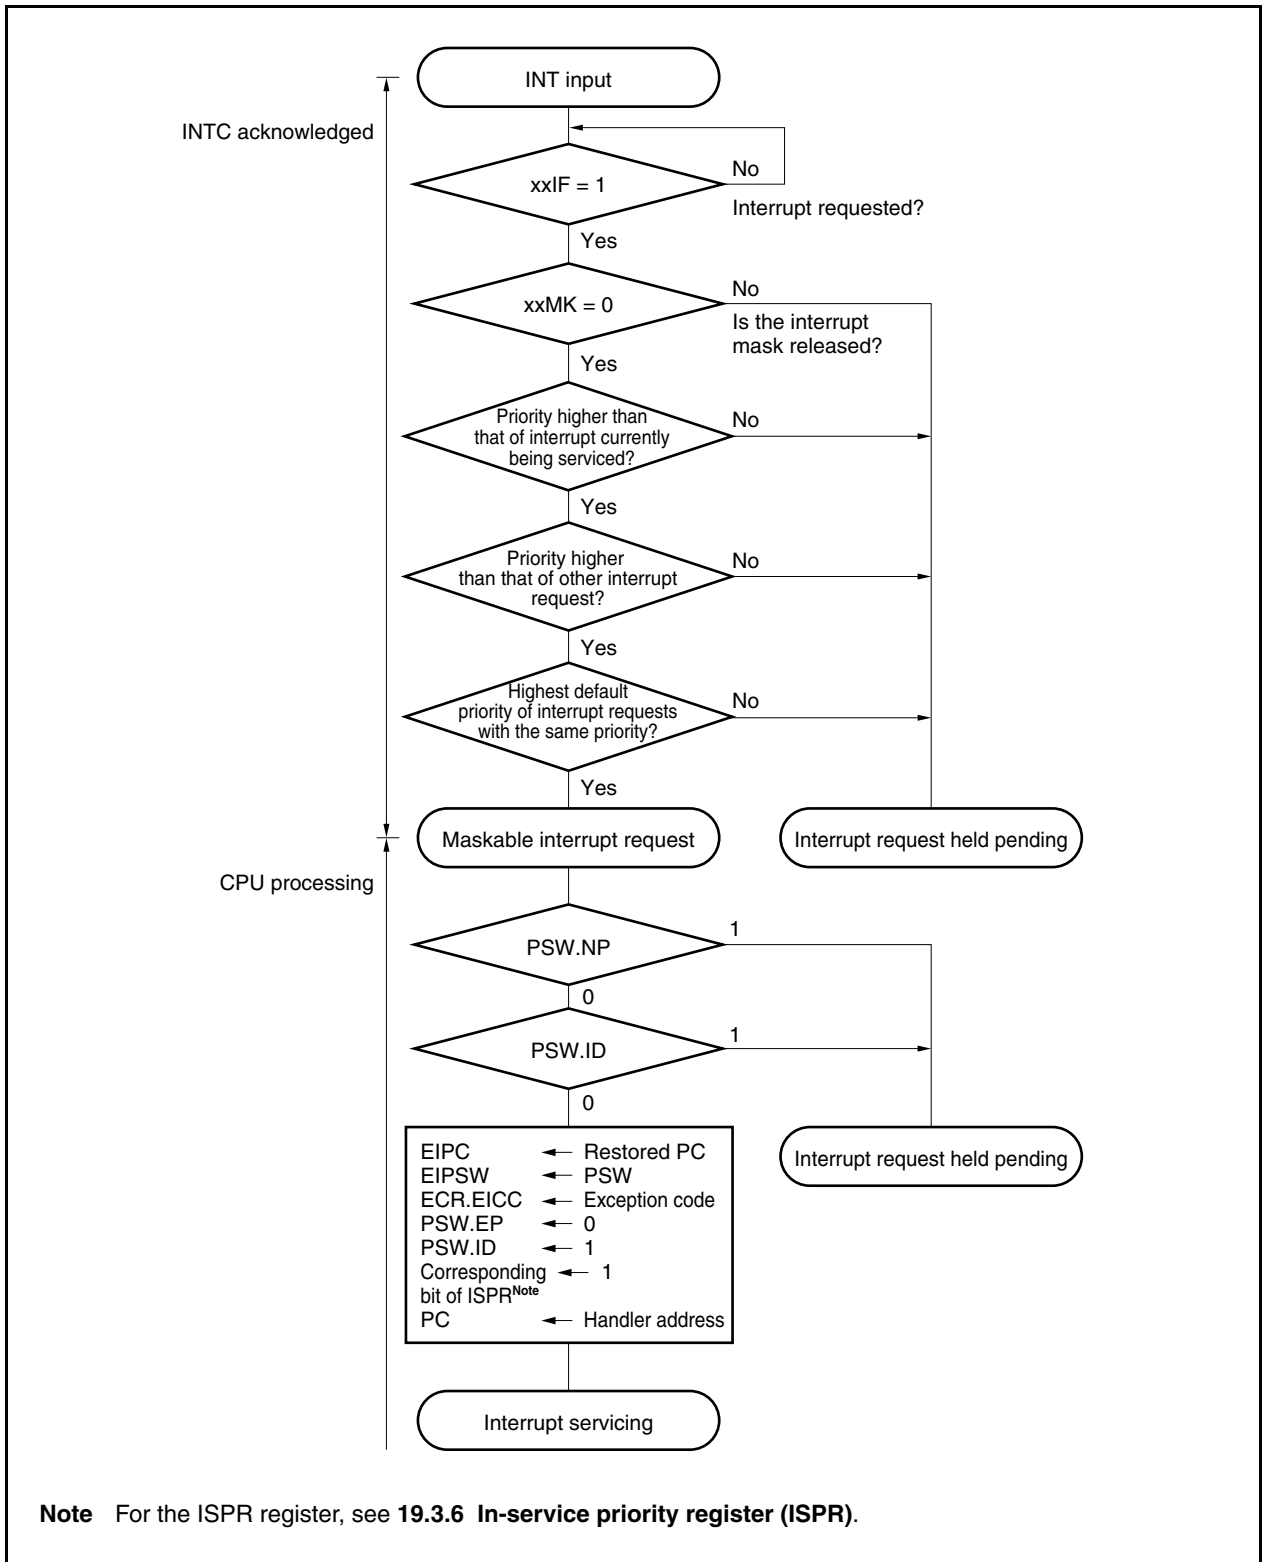 INT input
INTC acknowledged
xxIF = 1
No
Interrupt requested?
Yes
xxMK = 0
No
Is the interrupt
mask released?
Yes
Priority higher than
that of interrupt currently
being serviced?
No
Yes
Priority higher
than that of other interrupt
request?
No
Yes
Highest default
priority of interrupt requests
with the same priority?
No
Yes
Maskable interrupt request
Interrupt request held pending
CPU processing
PSW.NP
1
0
PSW.ID
1
0
EIPC ← Restored PC
EIPSW ← PSW
ECR.EICC ← Exception code
PSW.EP ← 0
PSW.ID ← 1
Corresponding ← 1
bit of ISPRNote
PC ← Handler address
Interrupt request held pending
Interrupt servicing
Note For the ISPR register, see 19.3.6 In-service priority register (ISPR).